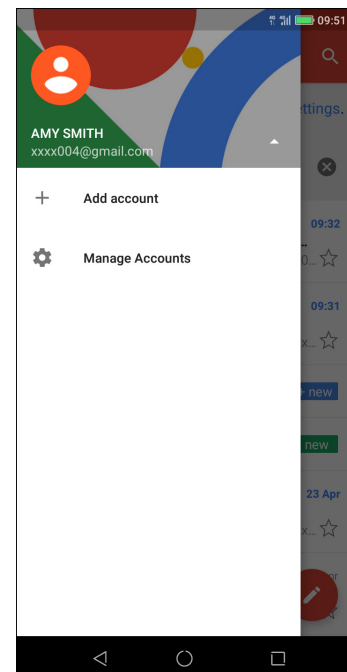 09:51
ttings.
AMY SMITH
xxxx004@gmail.com
Add account
09:32
0...
Manage Accounts
09:31
x...
new
new
23 Apr
x...